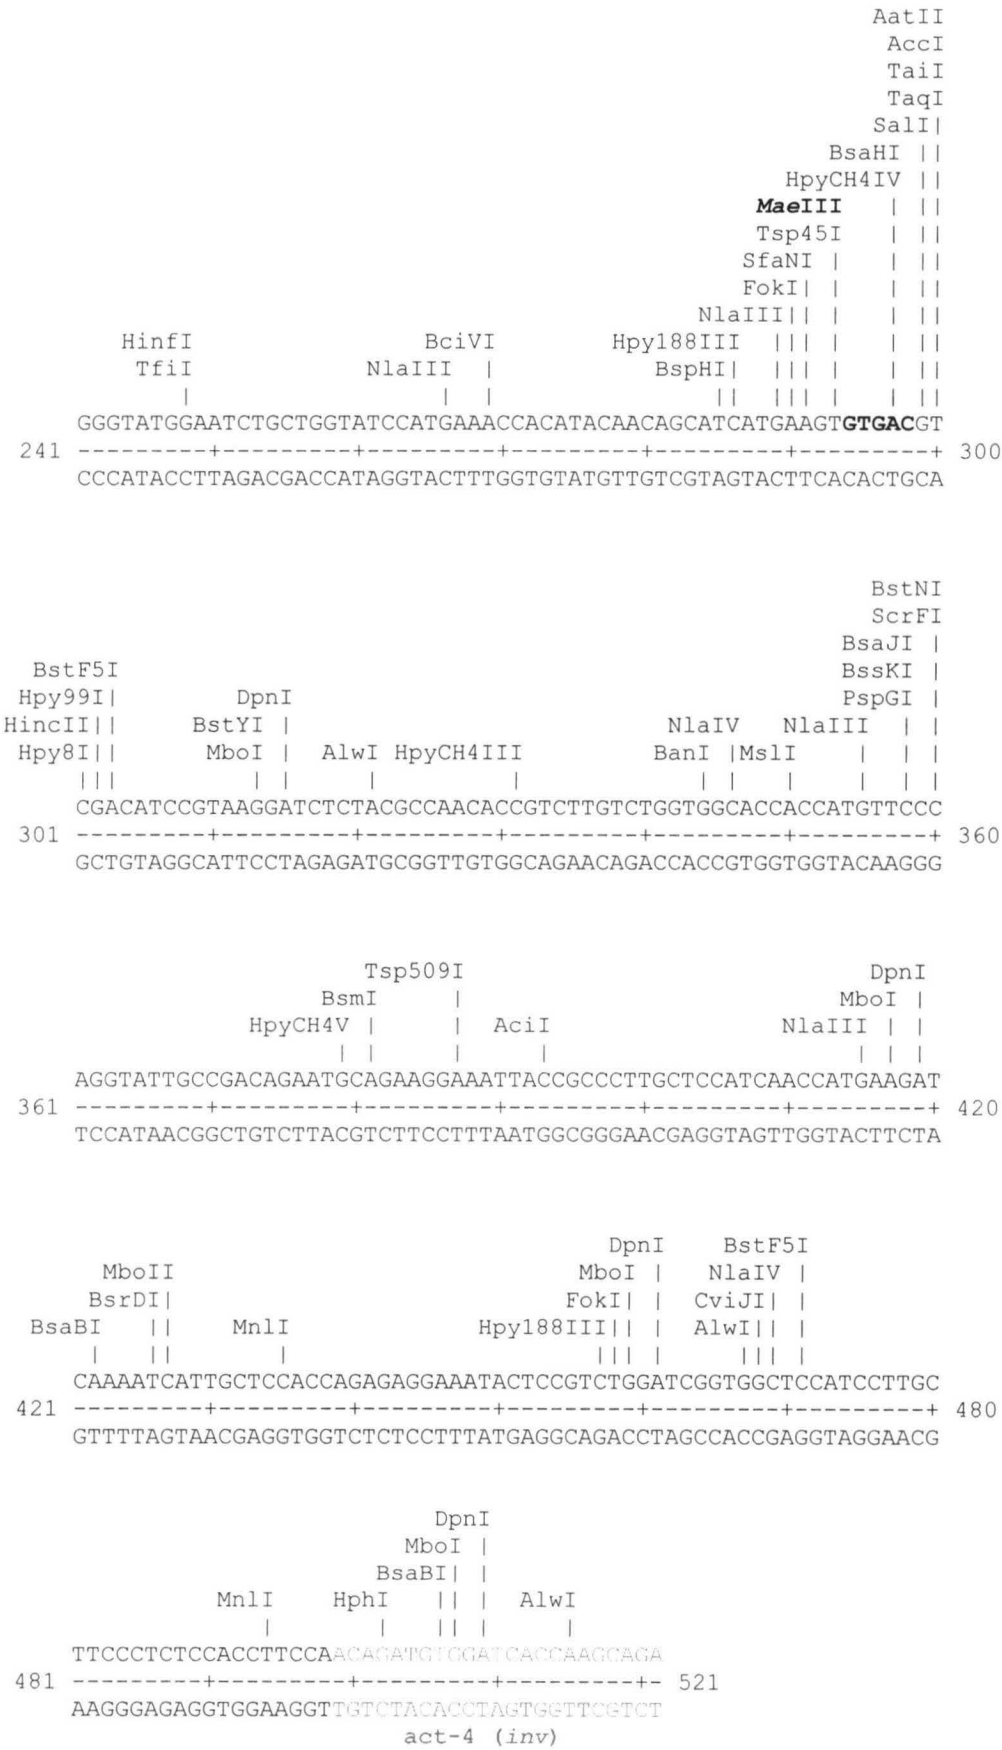 AatII
AccI
TaiI
TaqI
SalI|
BsaHI ||
HpyCH4IV ||
MaeIII | ||
Tsp45I | ||
SfaNI | | ||
FokI| | | ||
NlaIII|| | | ||
HinfI BciVI Hpy188III ||| | | ||
TfiI NlaIII | BspHI| ||| | | ||
| | | || ||| | | ||
GGGTATGGAATCTGCTGGTATCCATGAAACCACATACAACAGCATCATGAAGTGTGACGT
241 ---------+---------+---------+---------+---------+---------+ 300
CCCATACCTTAGACGACCATAGGTACTTTGGTGTATGTTGTCGTAGTACTTCACACTGCA
BstNI
ScrFI
BsaJI |
BstF5I BssKI |
Hpy99I| DpnI PspGI |
HincII|| BstYI | NlaIV NlaIII | |
Hpy8I|| MboI | AlwI HpyCH4III BanI |MslI | | |
||| | | | | | | | | | |
CGACATCCGTAAGGATCTCTACGCCAACACCGTCTTGTCTGGTGGCACCACCATGTTCCC
301 ---------+---------+---------+---------+---------+---------+ 360
GCTGTAGGCATTCCTAGAGATGCGGTTGTGGCAGAACAGACCACCGTGGTGGTACAAGGG
Tsp509I DpnI
BsmI | MboI |
HpyCH4V | | AciI NlaIII | |
| | | | | | |
AGGTATTGCCGACAGAATGCAGAAGGAAATTACCGCCCTTGCTCCATCAACCATGAAGAT
361 ---------+---------+---------+---------+---------+---------+ 420
TCCATAACGGCTGTCTTACGTCTTCCTTTAATGGCGGGAACGAGGTAGTTGGTACTTCTA
DpnI BstF5I
MboII MboI | NlaIV |
BsrDI| FokI| | CviJI| |
BsaBI || MnlI Hpy188III|| | AlwI|| |
| || | ||| | ||| |
CAAAATCATTGCTCCACCAGAGAGGAAATACTCCGTCTGGATCGGTGGCTCCATCCTTGC
421 ---------+---------+---------+---------+---------+---------+ 480
GTTTTAGTAACGAGGTGGTCTCTCCTTTATGAGGCAGACCTAGCCACCGAGGTAGGAACG
DpnI
MboI |
BsaBI| |
MnlI HphI || | AlwI
| | || | |
TTCCCTCTCCACCTTCCAACAGATGTGGATCACCAAGCAGA
481 ---------+---------+---------+---------+- 521
AAGGGAGAGGTGGAAGGTTGTCTACACCTAGTGGTTCGTCT
act-4 (inv)